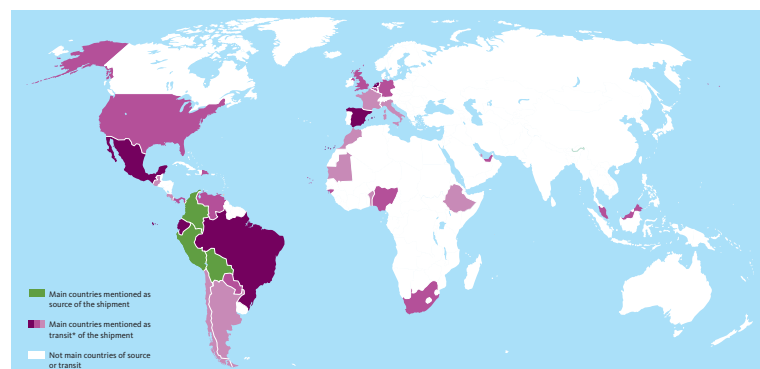 Main countries mentioned as
source of the shipment
Main countries mentioned as
transit* of the shipment
Not main countries of source
or transit